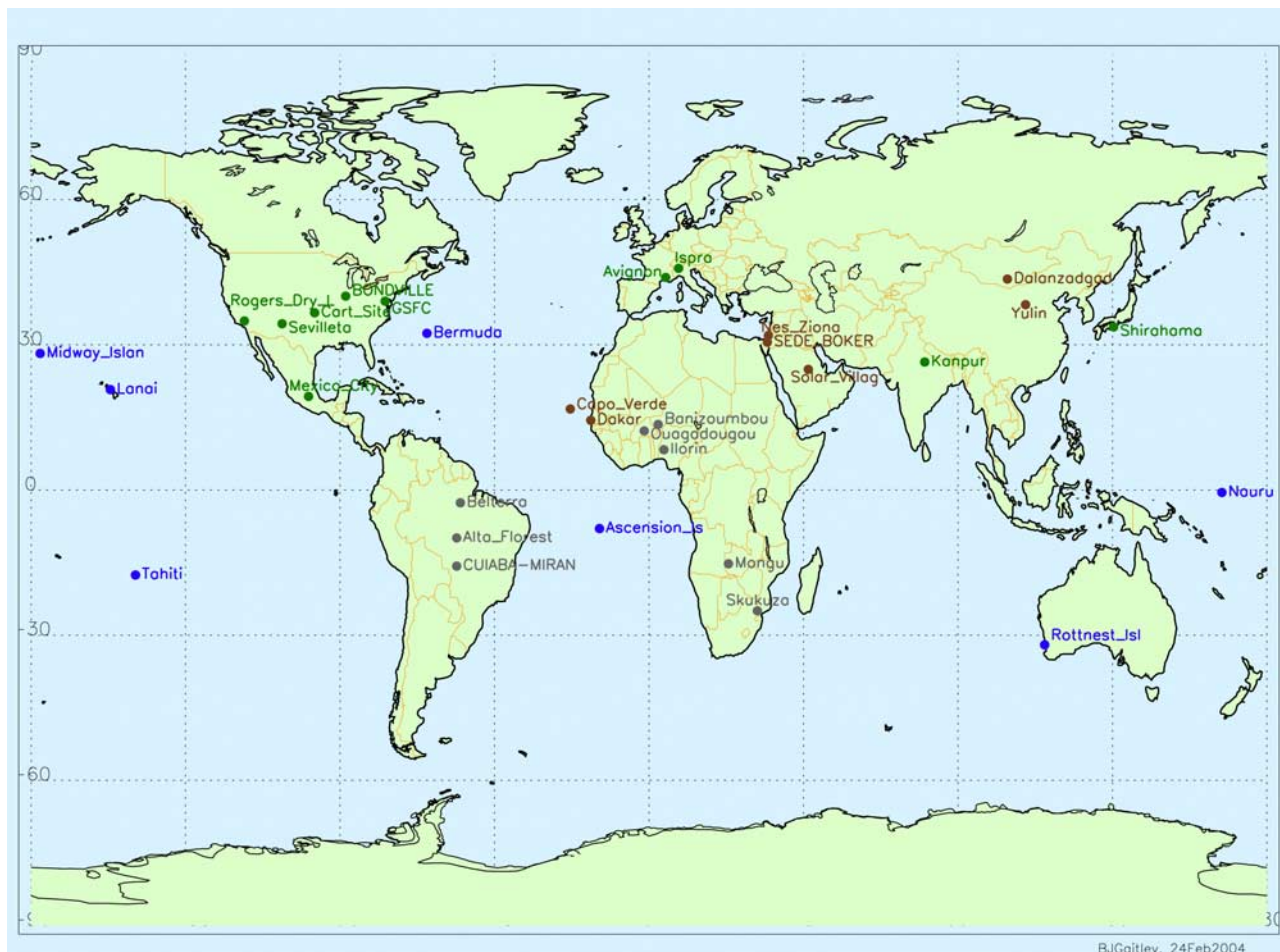 90
60
Ispra
Avignon
Dalanzadgad
BONDVILLE
Rogers_Dry_L
GSFC
Cart_Site
Sevilleta
Yulin
Bermuda
Nes_Ziona
SEDE_BOKER
Shirahama
30
Midway_Islan
Kanpur
Solar_Villag
Lanai
Mexico_City
Capo_Verde
Dakar
Banizoumbou
Ouagadougou
Ilorin
0
Nauru
Belterra
Ascension_Is
Alta_Florest
CUIABA-MIRAN
Mongu
Tahiti
Skukuza
-30
Rottnest_Isl
-60
BJGaitley, 24Feb2004